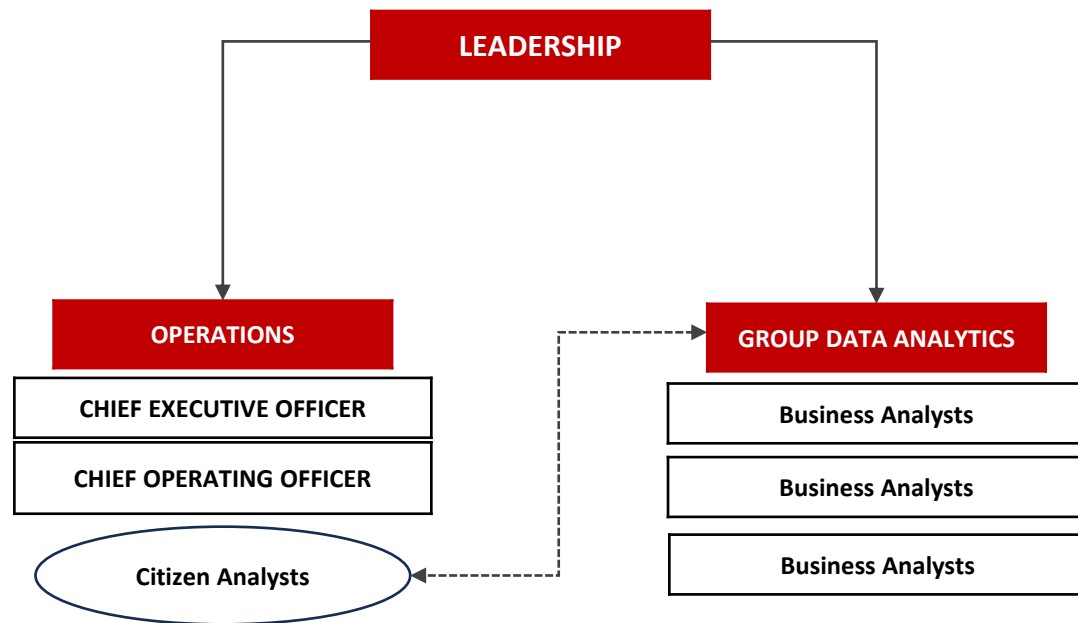 LEADERSHIP
OPERATIONS
CHIEF EXECUTIVE OFFICER
CHIEF OPERATING OFFICER
Citizen Analysts
GROUP DATA ANALYTICS
Business Analysts
Business Analysts
Business Analysts